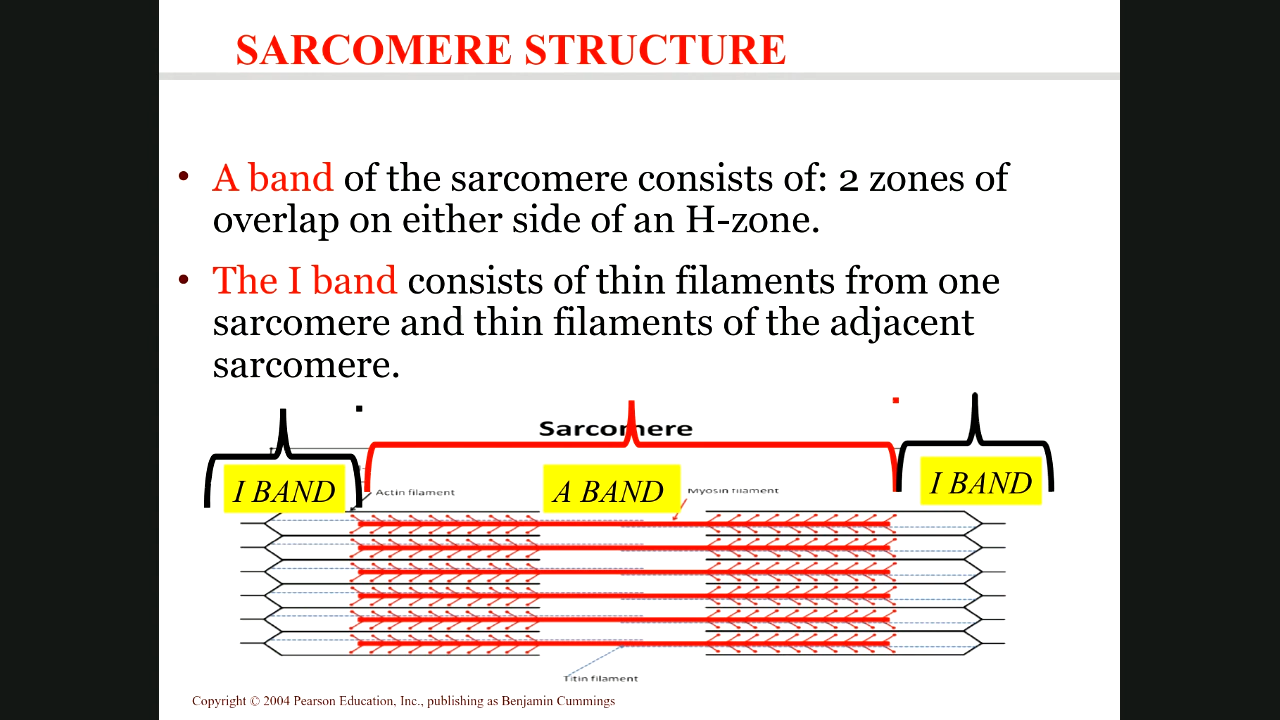 SARCOMERE STRUCTURE
• A band of the sarcomere consists of: 2 zones of
overlap on either side of an H-zone.
• The I band consists of thin filaments from one
sarcomere and thin filaments of the adjacent
sarcomere.
Sarcomere
I BAND
Actin filament
A BAND
Myosin filament
I BAND
Titin filament
Copyright © 2004 Pearson Education, Inc., publishing as Benjamin Cummings